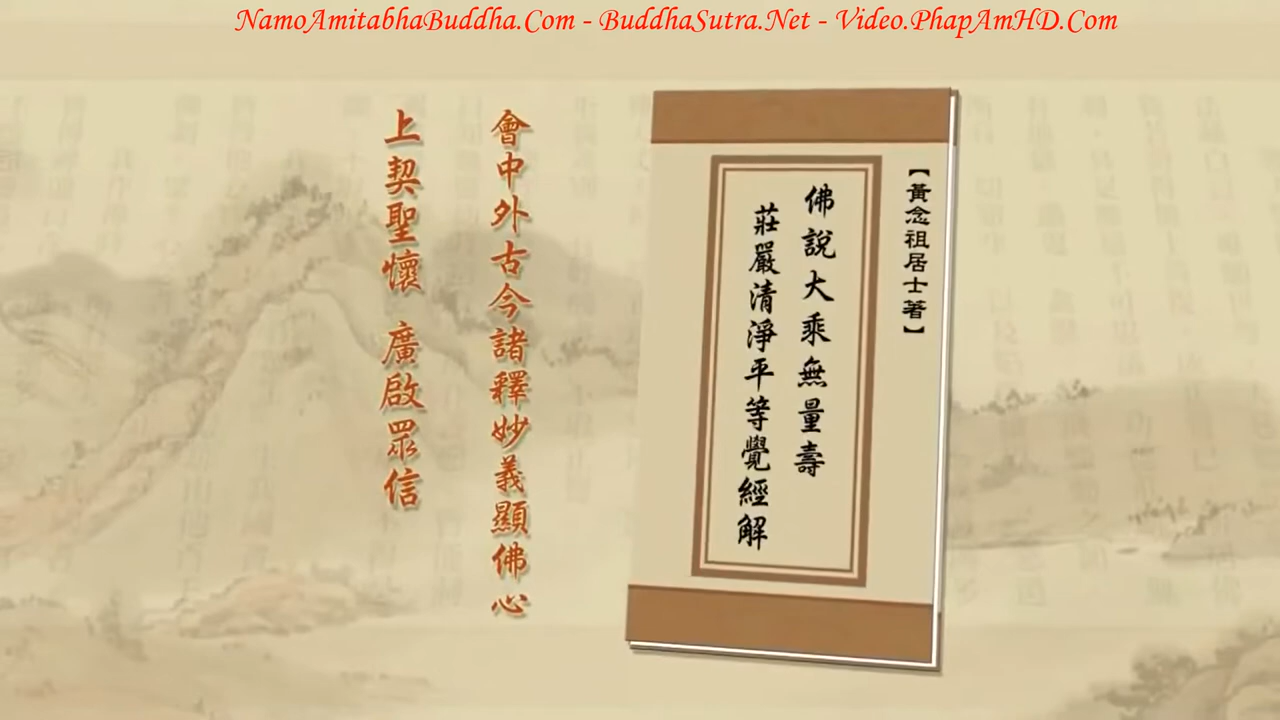 NamoAmitabhaBuddha.Com - BuddhaSutra.Net - Video.PhapAmHD.Com
【黃念祖居士著】
佛說大乘無量壽
莊嚴清淨平等覺經解
會中外古今諸釋妙義顯佛心
上契聖懷 廣啟眾信